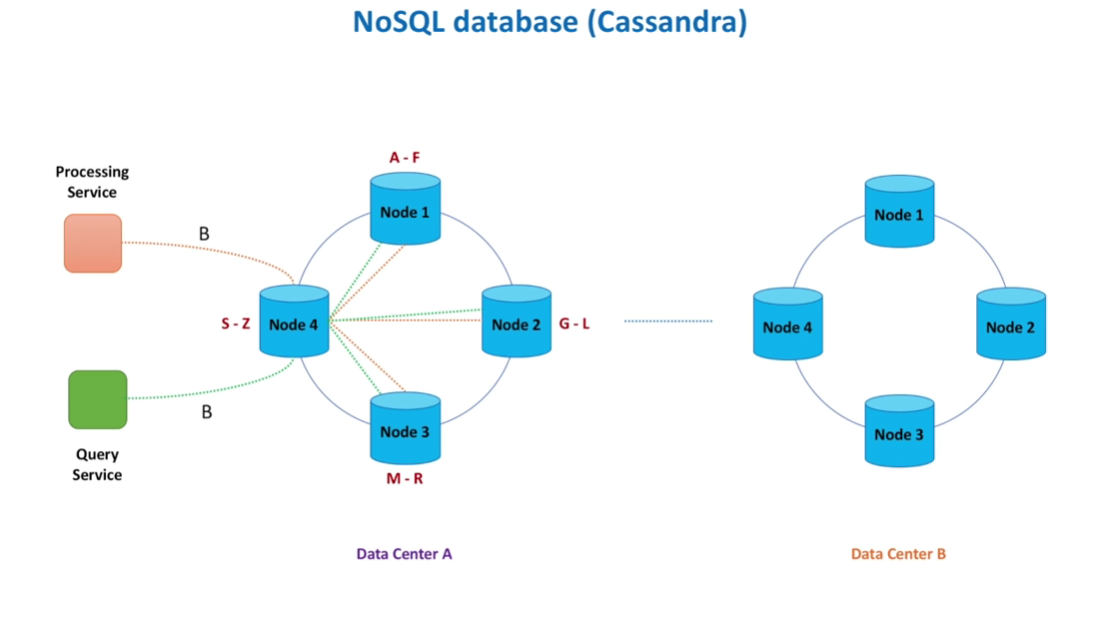 NoSQL database (Cassandra)
A - F
Processing
Service
Node 1
B
S - Z
Node 4
Node 2
G - L
B
Node 3
Query
Service
M - R
Data Center A
Node 1
Node 4
Node 2
Node 3
Data Center B